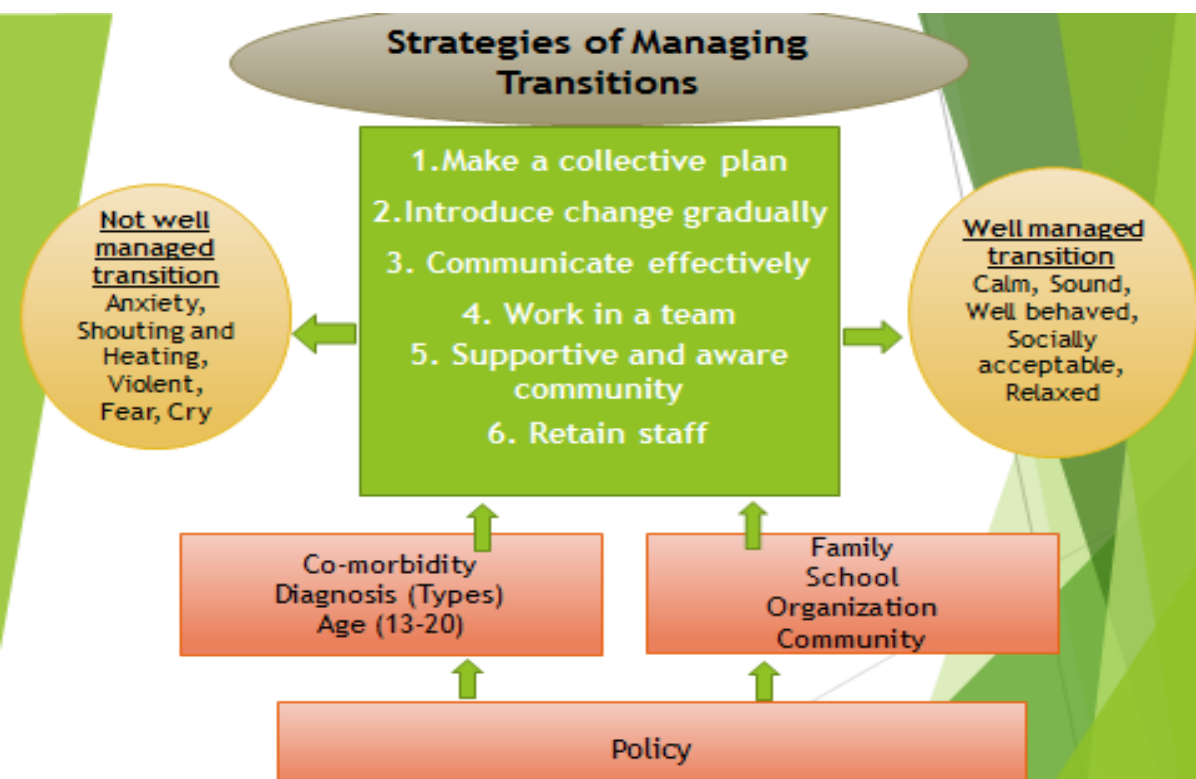 Strategies of Managing
Transitions
1.Make a collective plan
2.Introduce change gradually
3. Communicate effectively
4. Work in a team
5. Supportive and aware
community
6. Retain staff
Not well
managed
transition
Anxiety,
Shouting and
Heating,
Violent,
Fear, Cry
Well managed
transition
Calm, Sound,
Well behaved,
Socially
acceptable,
Relaxed
Co-morbidity
Diagnosis (Types)
Age (13-20)
Family
School
Organization
Community
Policy